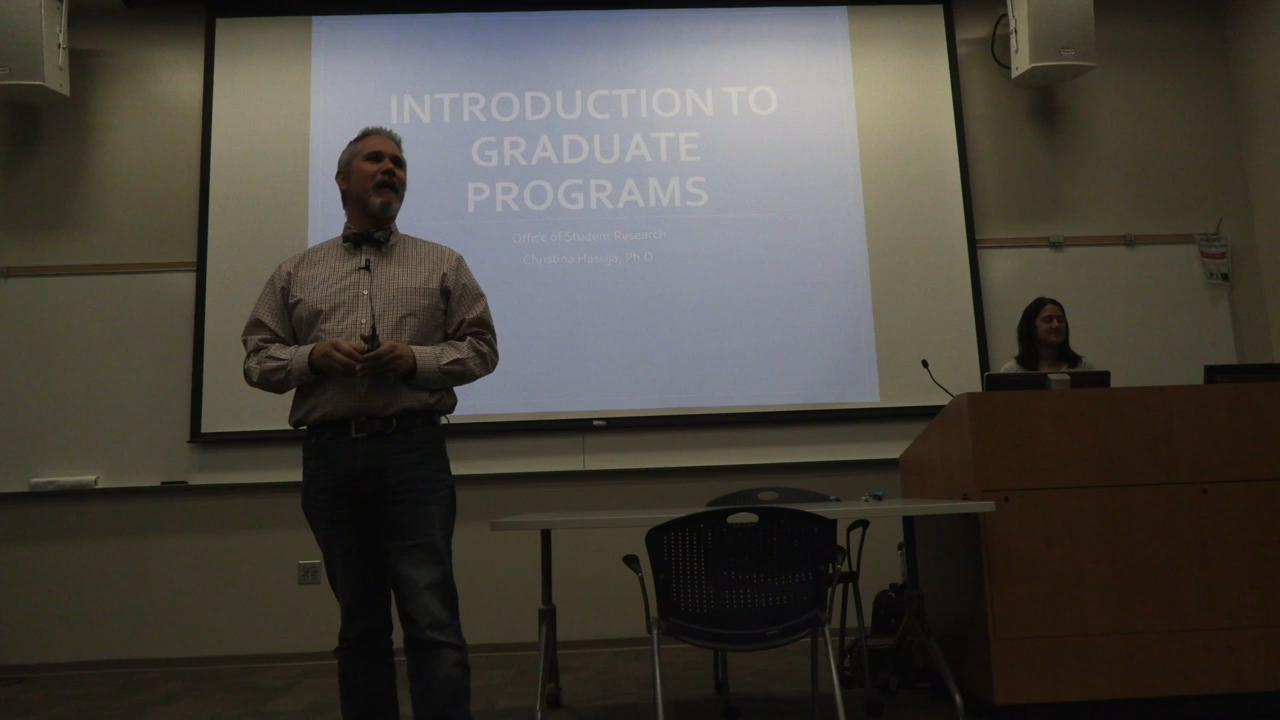 INTRODUCTION TO
GRADUATE
PROGRAMS
Office of Student Research
Christina Hassija, Ph.D.